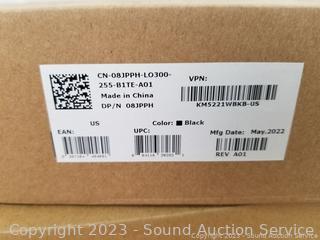 CN-08JPPH-LO300-
255-B1TE-A01
Made in China
DP/N 08JPPH
VPN:
KM5221WBKB-US
US
Color: Black
Mfg Date: May.2022
EAN:
UPC:
REV A01
Copyright 2023 - Sound Auction Service